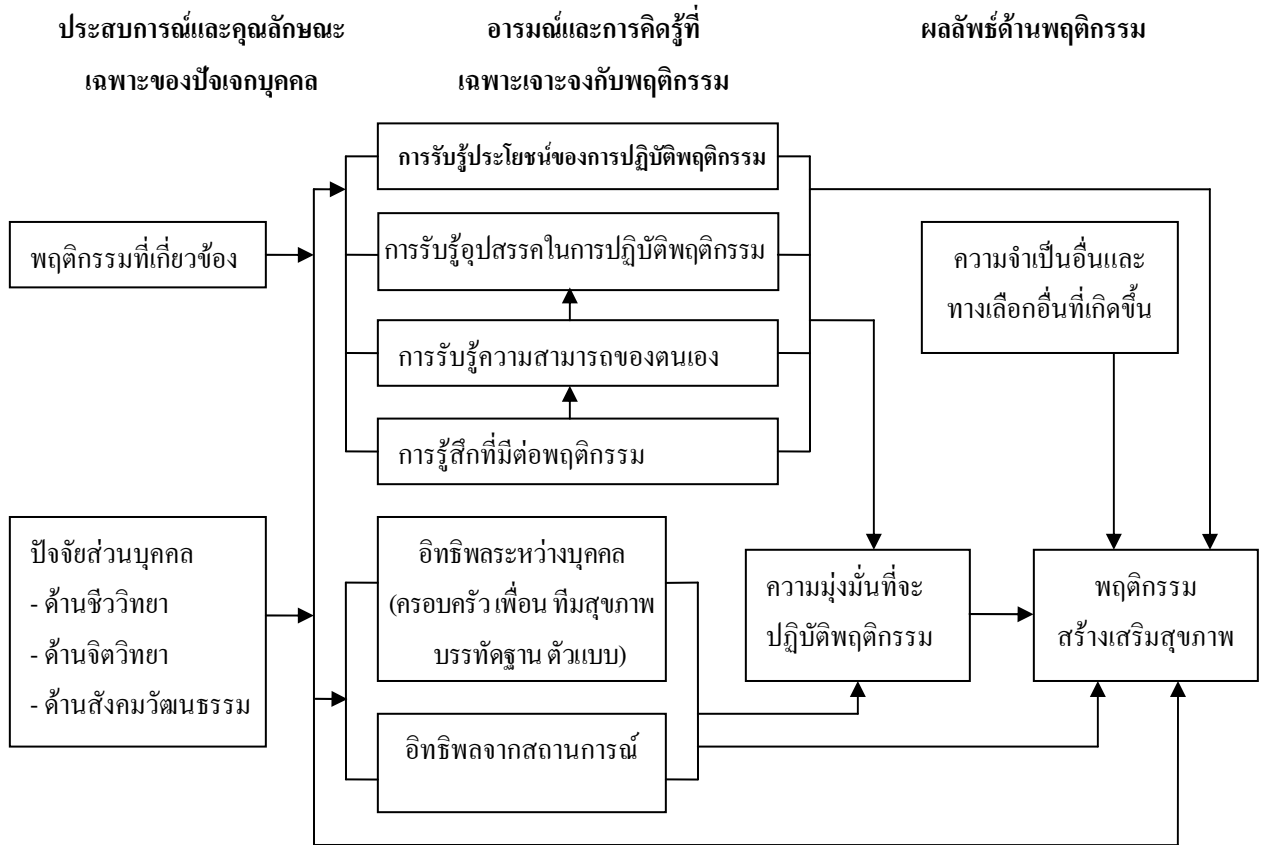 ประสบการณ์และคุณลักษณะ
เฉพาะของปัจเจกบุคคล
อารมณ์และการคิดรู้ที่
เฉพาะเจาะจงกับพฤติกรรม
ผลลัพธ์ด้านพฤติกรรม
การรับรู้ประโยชน์ของการปฏิบัติพฤติกรรม
พฤติกรรมที่เกี่ยวข้อง
การรับรู้อุปสรรคในการปฏิบัติพฤติกรรม
ความจำเป็นอื่นและ
ทางเลือกอื่นที่เกิดขึ้น
การรับรู้ความสามารถของตนเอง
การรู้สึกที่มีต่อพฤติกรรม
ปัจจัยส่วนบุคคล
- ด้านชีววิทยา
- ด้านจิตวิทยา
- ด้านสังคมวัฒนธรรม
อิทธิพลระหว่างบุคคล
(ครอบครัว เพื่อน ทีมสุขภาพ
บรรทัดฐาน ตัวแบบ)
อิทธิพลจากสถานการณ์
ความมุ่งมั่นที่จะ
ปฏิบัติพฤติกรรม
พฤติกรรม
สร้างเสริมสุขภาพ